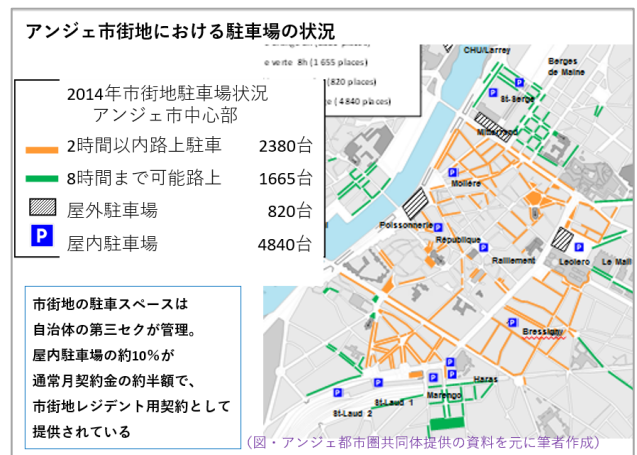 アンジェ市街地における駐車場の状況
e verte 8h (1 655 places)
(820 places)
(4840 places)
2014年市街地駐車場状況
アンジェ市中心部
2時間以内路上駐車 2380台
8時間まで可能路上 1665台
屋外駐車場 820台
P 屋内駐車場 4840台
市街地の駐車スペースは
自治体の第三セクが管理。
屋内駐車場の約10%が
通常月契約金の約半額で、
市街地レジデント用契約として
提供されている
CHU/Larrey
Berges
de Maine
St-Serge
Mitterrand
Molière
Poissonnerie
République
Ralliement
Leclerc
Le Mail
Bressigny
Haras
Marengo
St-Laud 1
St-Laud 2
(図・アンジェ都市圏共同体提供の資料を元に筆者作成)